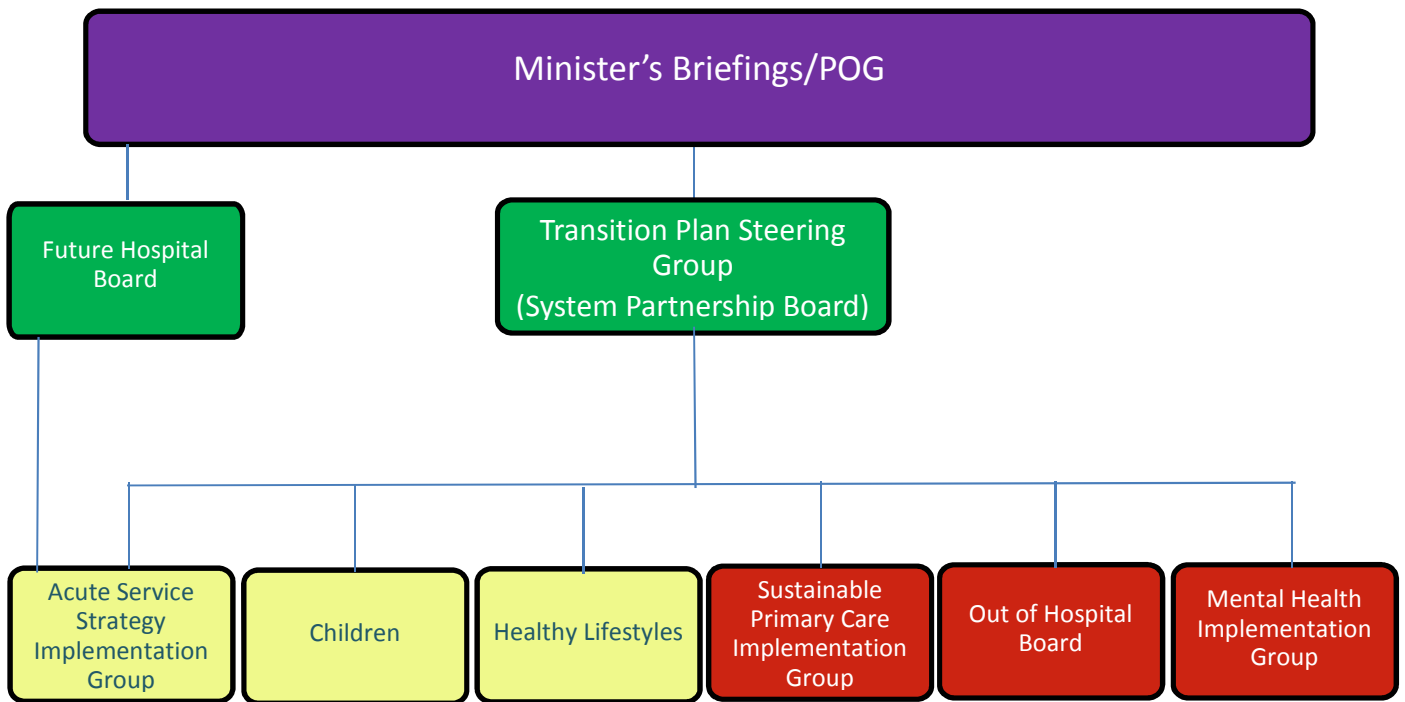 Minister’s Briefings/POG
Future Hospital
Board
Transition Plan Steering
Group
(System Partnership Board)
Acute Service
Strategy
Implementation
Group
Children
Healthy Lifestyles
Sustainable
Primary Care
Implementation
Group
Out of Hospital
Board
Mental Health
Implementation
Group